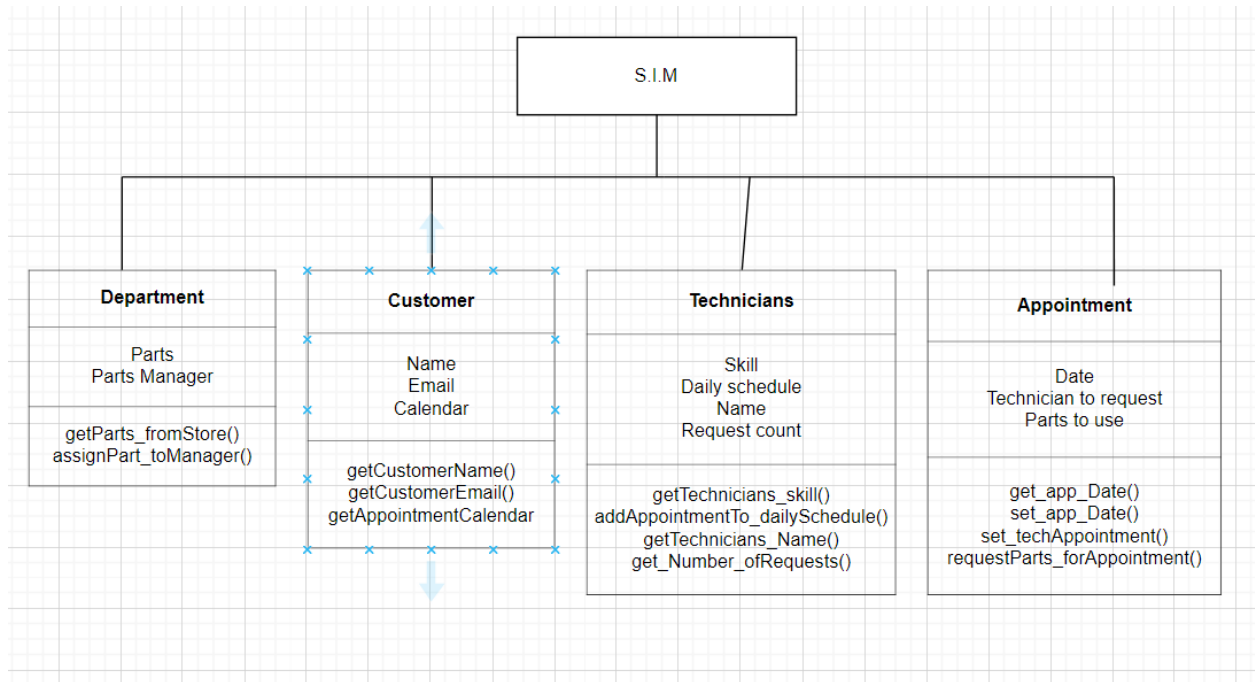 S.I.M
Department
Parts
Parts Manager
getParts_fromStore()
assignPart_toManager()
Customer
Name
Email
Calendar
getCustomerName()
getCustomerEmail()
getAppointmentCalendar
Technicians
Skill
Daily schedule
Name
Request count
getTechnicians_skill()
addAppointmentTo_dailySchedule()
getTechnicians_Name()
get_Number_ofRequests()
Appointment
Date
Technician to request
Parts to use
get_app_Date()
set_app_Date()
set_techAppointment()
requestParts_forAppointment()